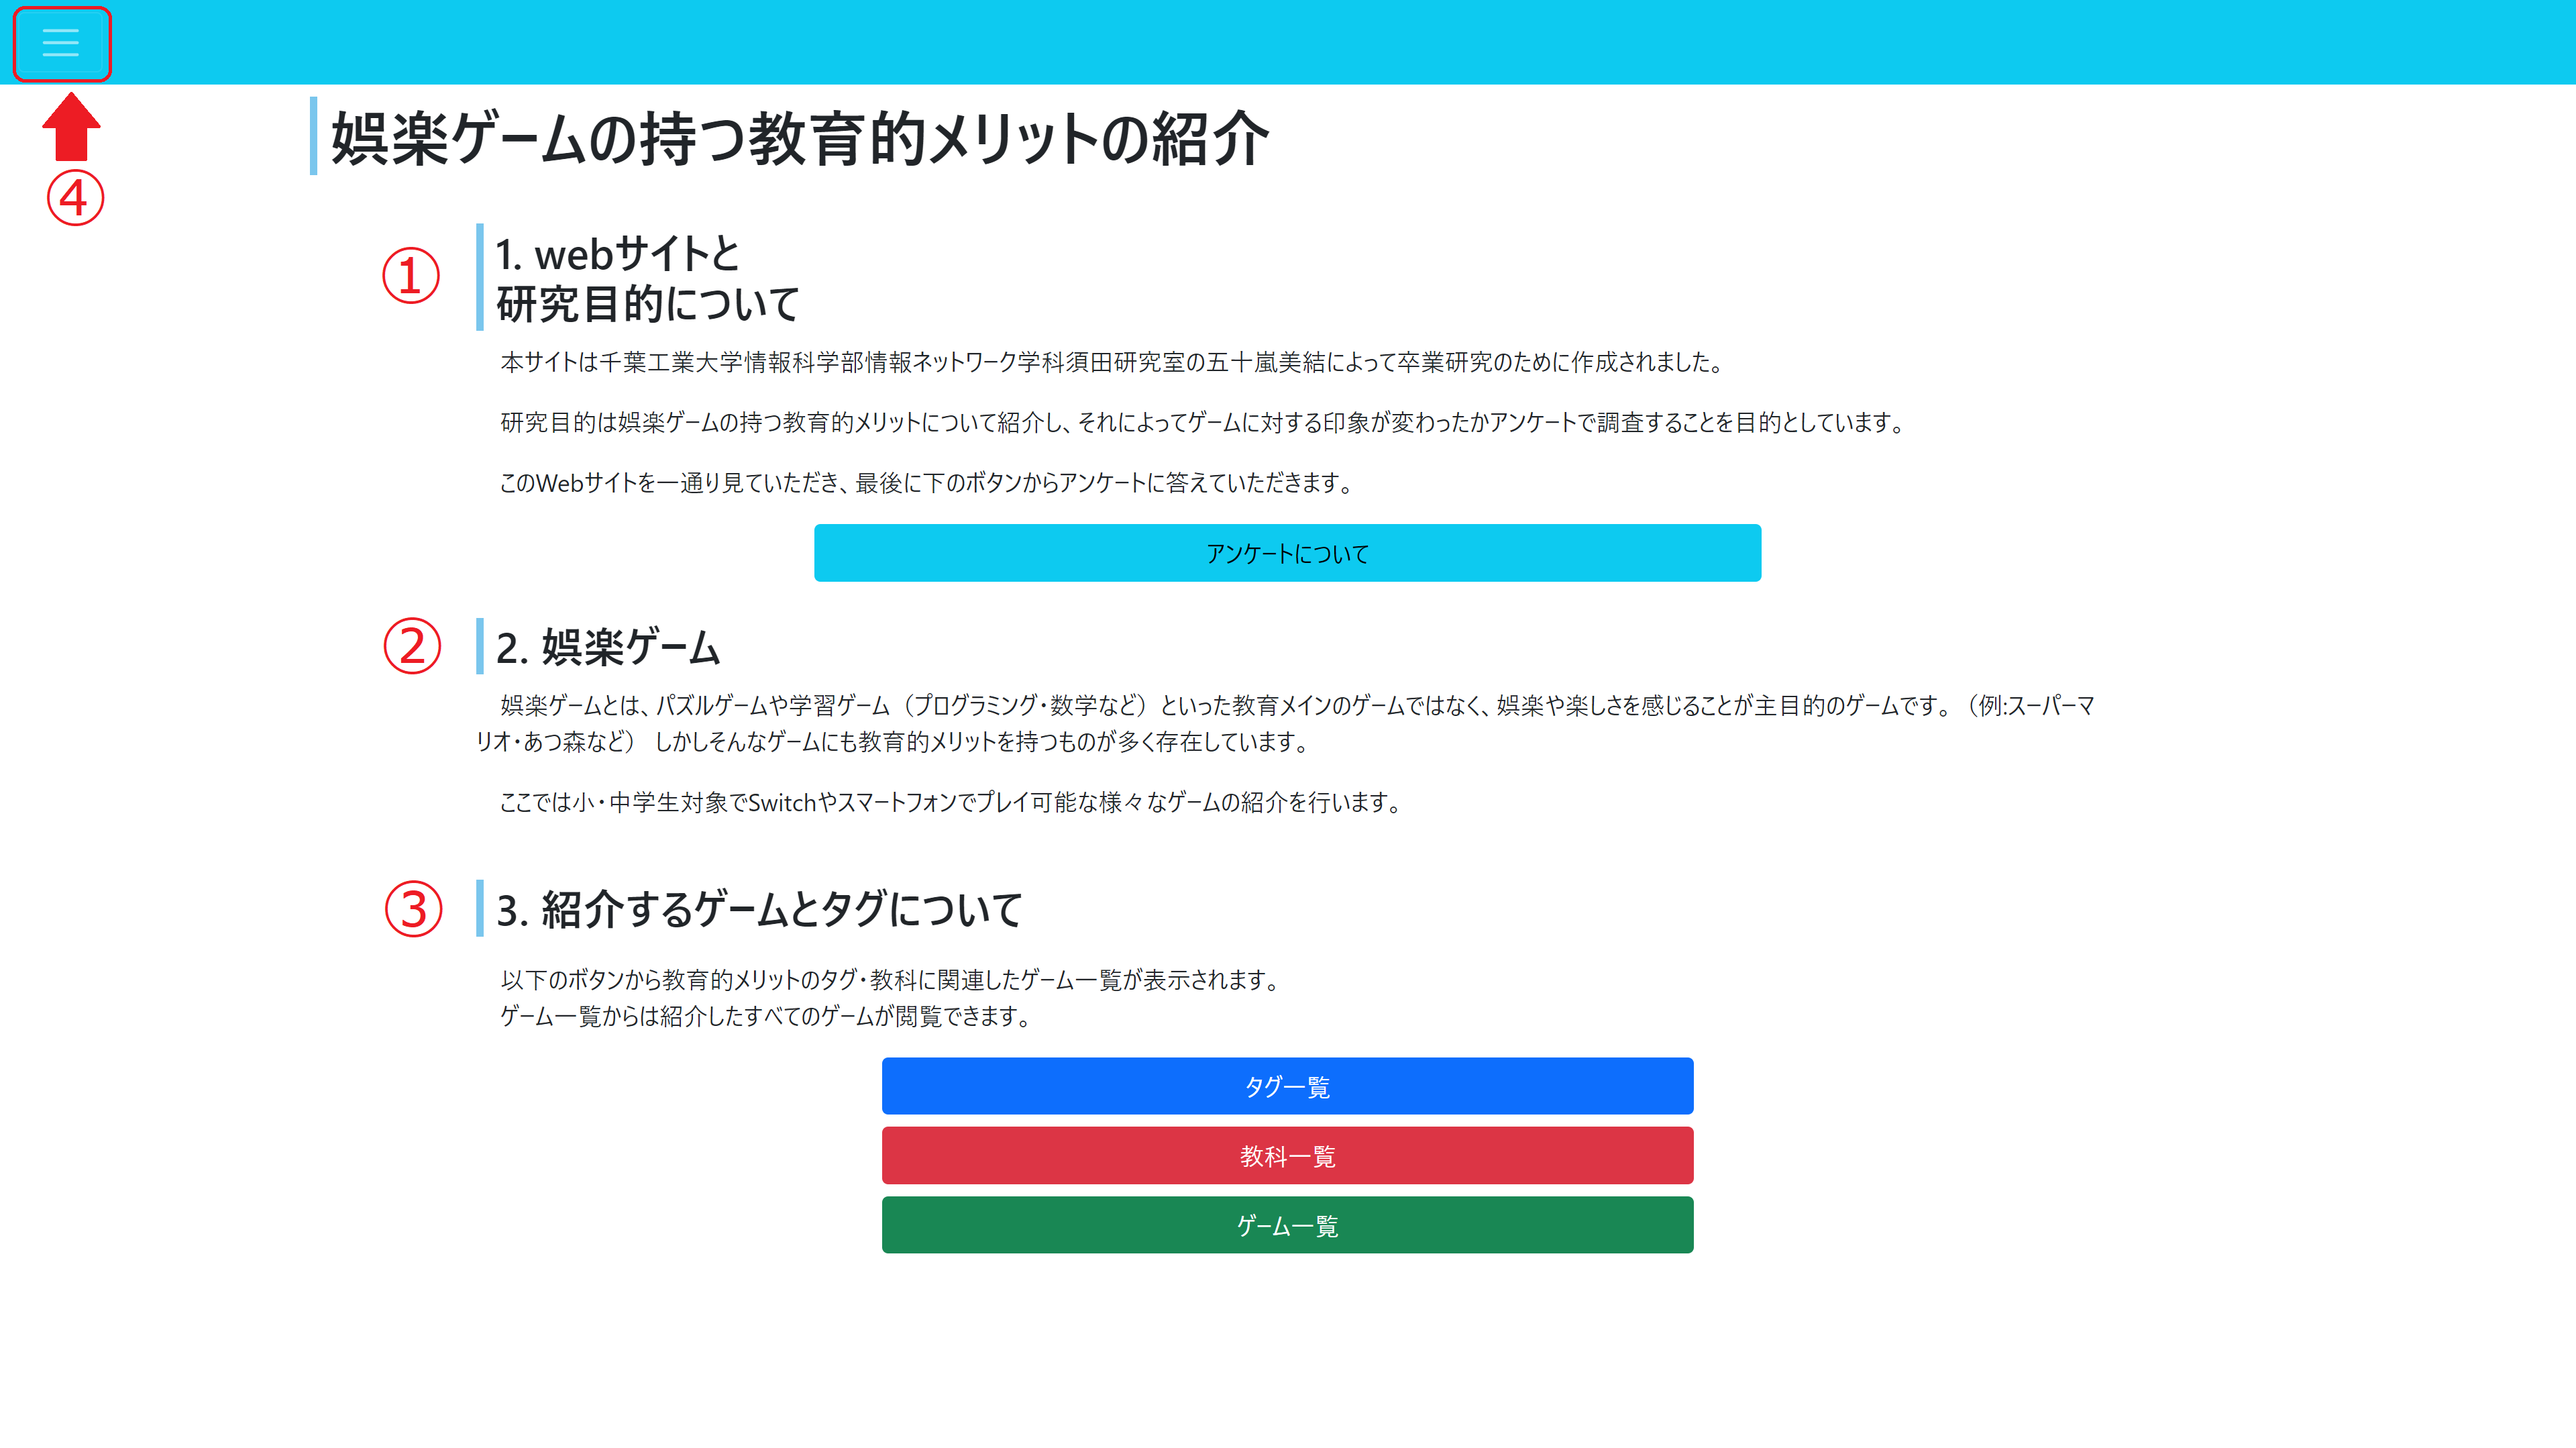 娯楽ゲームの持つ教育的メリットの紹介
④
①
1. webサイトと
研究目的について
本サイトは千葉工業大学情報科学部情報ネットワーク学科須田研究室の五十嵐美結によって卒業研究のために作成されました。
研究目的は娯楽ゲームの持つ教育的メリットについて紹介し、それによってゲームに対する印象が変わったかアンケートで調査することを目的としています。
このWebサイトを一通り見ていただき、最後に下のボタンからアンケートに答えていただきます。
アンケートについて
②
2. 娯楽ゲーム
娯楽ゲームとは、パズルゲームや学習ゲーム（プログラミング・数学など）といった教育メインのゲームではなく、娯楽や楽しさを感じることが主目的のゲームです。（例:スーパーマ
リオ・あつ森など） しかしそんなゲームにも教育的メリットを持つものが多く存在しています。
ここでは小・中学生対象でSwitchやスマートフォンでプレイ可能な様々なゲームの紹介を行います。
③
3. 紹介するゲームとタグについて
以下のボタンから教育的メリットのタグ・教科に関連したゲーム一覧が表示されます。
ゲーム一覧からは紹介したすべてのゲームが閲覧できます。
タグ一覧
教科一覧
ゲーム一覧